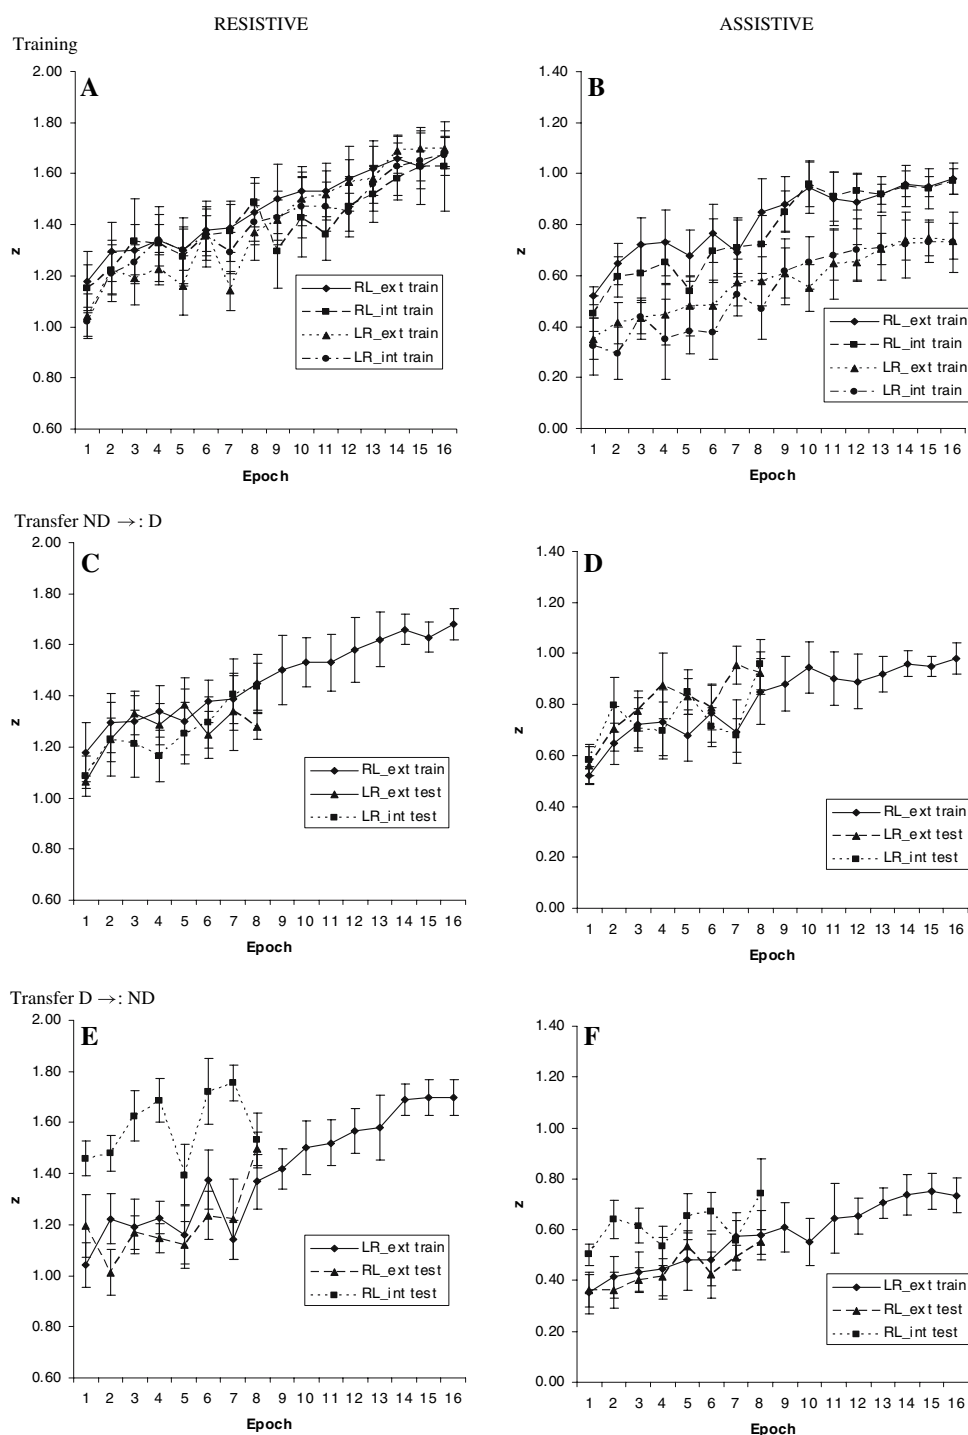 RESISTIVE ASSISTIVE
Training
A
2.00
1.80
1.60
1.40
1.20
1.00
0.80
0.60
z
1 2 3 4 5 6 7 8 9 10 11 12 13 14 15 16
Epoch
RL_ext train
RL_int train
LR_ext train
LR_int train
B
1.40
1.20
1.00
0.80
0.60
0.40
0.20
0.00
z
1 2 3 4 5 6 7 8 9 10 11 12 13 14 15 16
Epoch
RL_ext train
RL_int train
LR_ext train
LR_int train
Transfer ND →: D
C
2.00
1.80
1.60
1.40
1.20
1.00
0.80
0.60
z
1 2 3 4 5 6 7 8 9 10 11 12 13 14 15 16
Epoch
RL_ext train
LR_ext test
LR_int test
D
1.40
1.20
1.00
0.80
0.60
0.40
0.20
0.00
z
1 2 3 4 5 6 7 8 9 10 11 12 13 14 15 16
Epoch
RL_ext train
LR_ext test
LR_int test
Transfer D →: ND
E
2.00
1.80
1.60
1.40
1.20
1.00
0.80
0.60
z
1 2 3 4 5 6 7 8 9 10 11 12 13 14 15 16
Epoch
LR_ext train
RL_ext test
RL_int test
F
1.40
1.20
1.00
0.80
0.60
0.40
0.20
0.00
z
1 2 3 4 5 6 7 8 9 10 11 12 13 14 15 16
Epoch
LR_ext train
RL_ext test
RL_int test